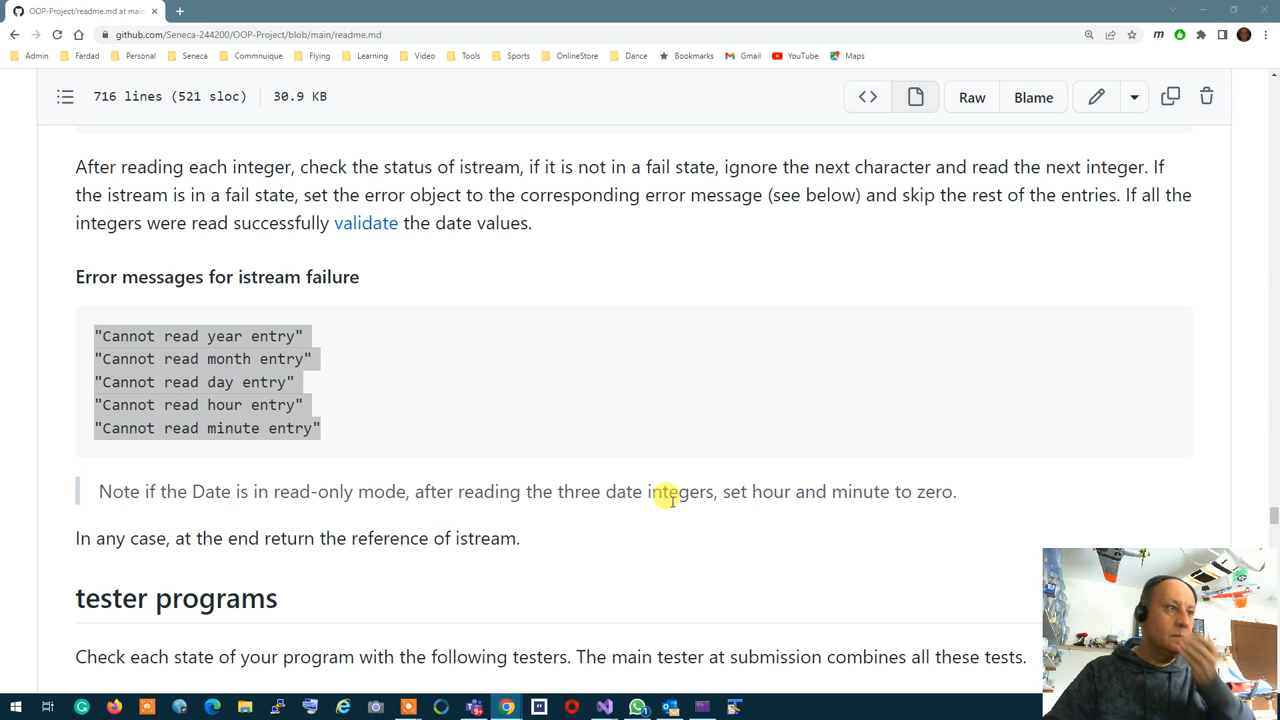 OOP-Project/readme.md at main
github.com/Seneca-244200/OOP-Project/blob/main/readme.md
Admin Fardad Personal Seneca Commnuique Flying Learning Video Tools Sports OnlineStore Dance Bookmarks Gmail YouTube Maps
716 lines (521 sloc) 30.9 KB Raw Blame
After reading each integer, check the status of istream, if it is not in a fail state, ignore the next character and read the next integer. If
the istream is in a fail state, set the error object to the corresponding error message (see below) and skip the rest of the entries. If all the
integers were read successfully validate the date values.
Error messages for istream failure
"Cannot read year entry"
"Cannot read month entry"
"Cannot read day entry"
"Cannot read hour entry"
"Cannot read minute entry"
Note if the Date is in read-only mode, after reading the three date integers, set hour and minute to zero.
In any case, at the end return the reference of istream.
tester programs
Check each state of your program with the following testers. The main tester at submission combines all these tests.